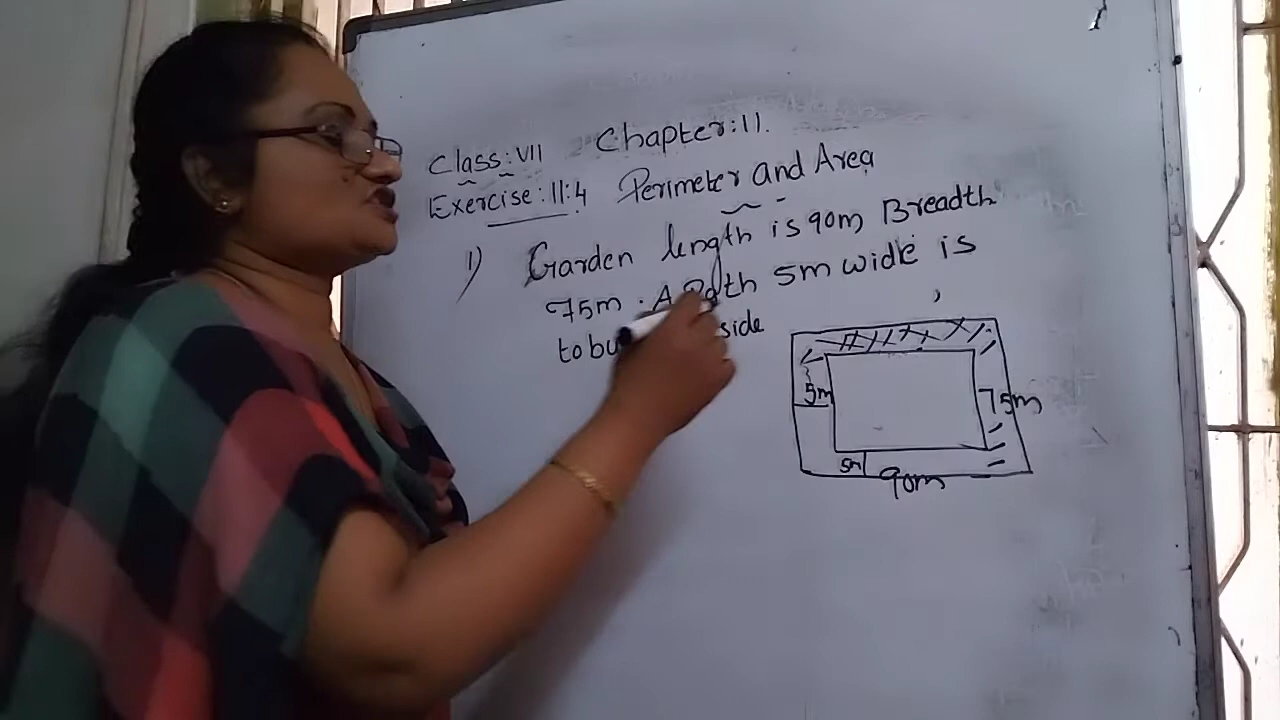 Class: VII Chapter: 11.
Exercise: 11:4 Perimeter and Area
1) Garden length is 90m Breadth
75m. A Path 5m wide is
to bu side
5m
75m
5m
90m